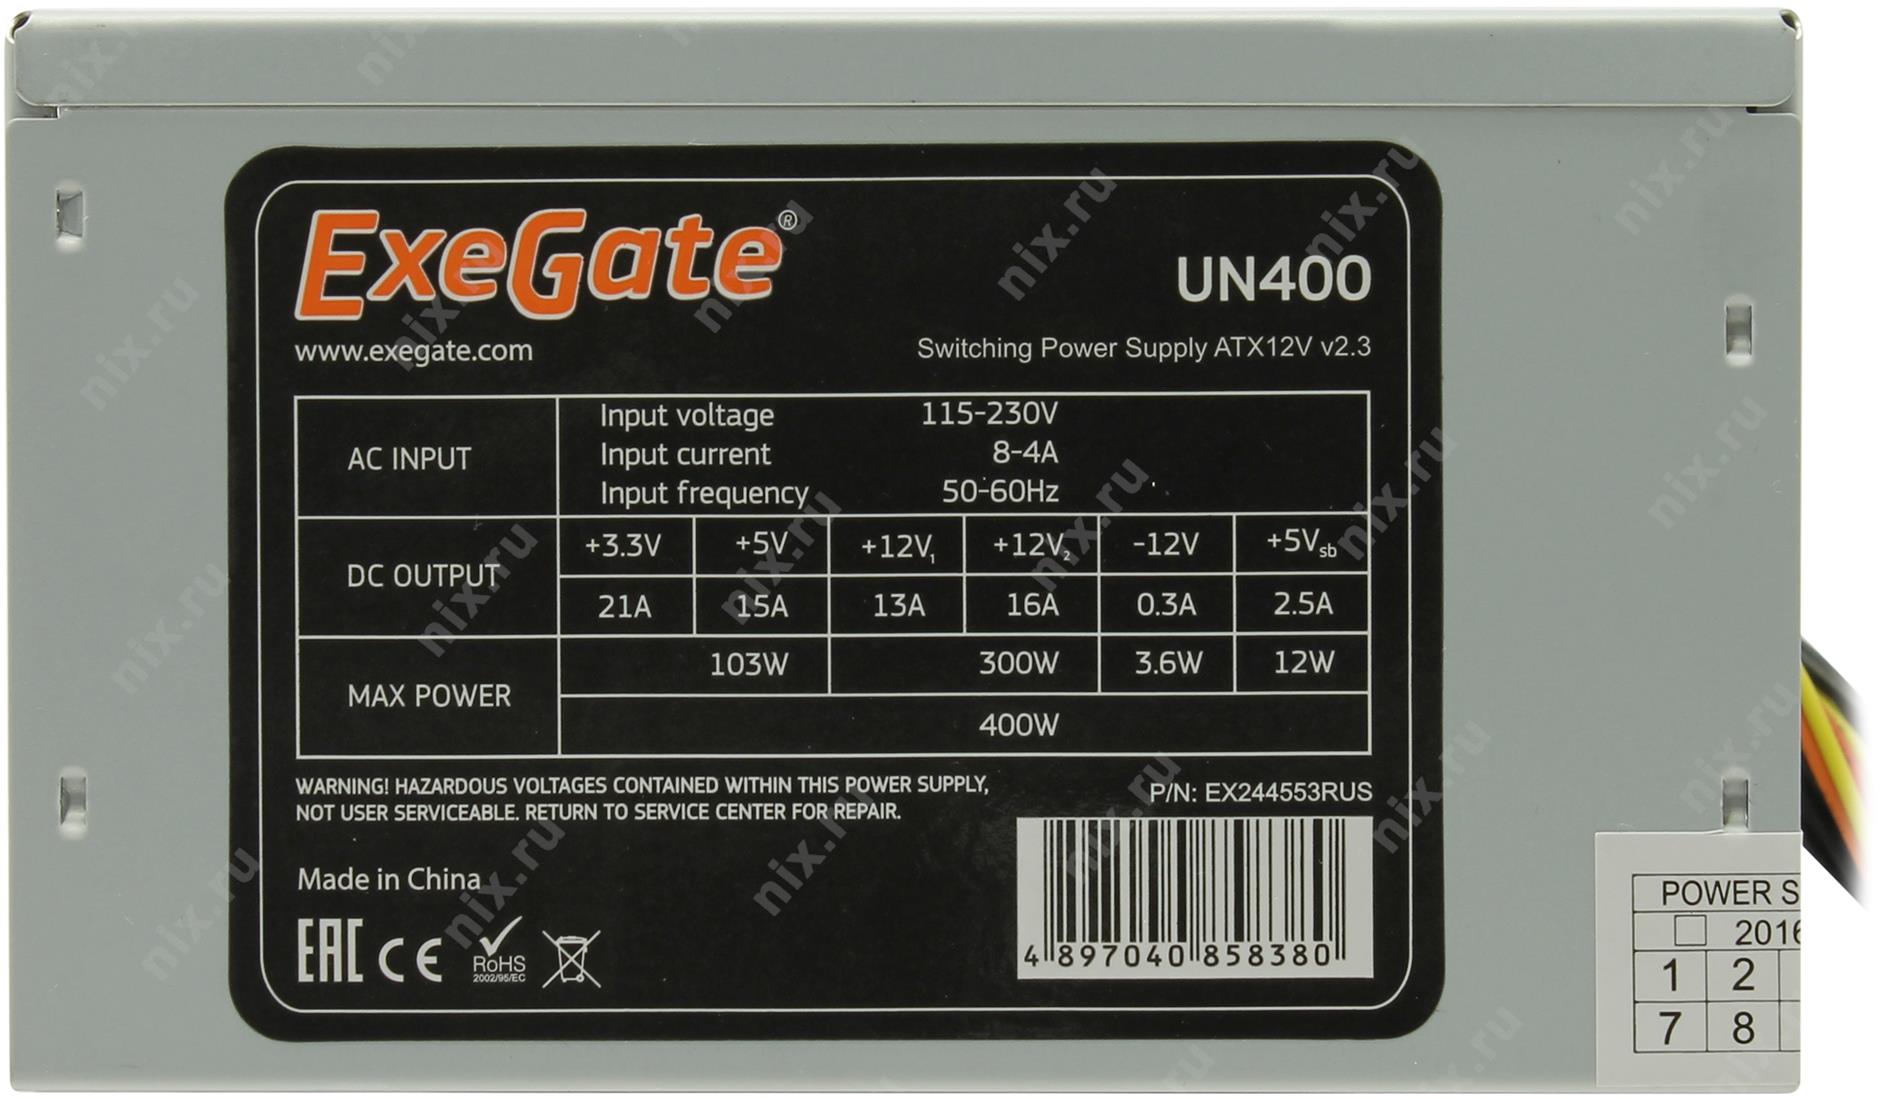 ExeGate®
www.exegate.com
UN400
Switching Power Supply ATX12V v2.3
AC INPUT
Input voltage 115-230V
Input current 8-4A
Input frequency 50-60Hz
DC OUTPUT
+3.3V +5V +12V1 +12V2 -12V +5Vsb
21A 15A 13A 16A 0.3A 2.5A
MAX POWER
103W 300W 3.6W 12W
400W
WARNING! HAZARDOUS VOLTAGES CONTAINED WITHIN THIS POWER SUPPLY,
NOT USER SERVICEABLE. RETURN TO SERVICE CENTER FOR REPAIR.
P/N: EX244553RUS
Made in China
EAC CE RoHS
2002/95/EC
4 897040 858380
POWER S
2016
1 2
7 8
nix.ru